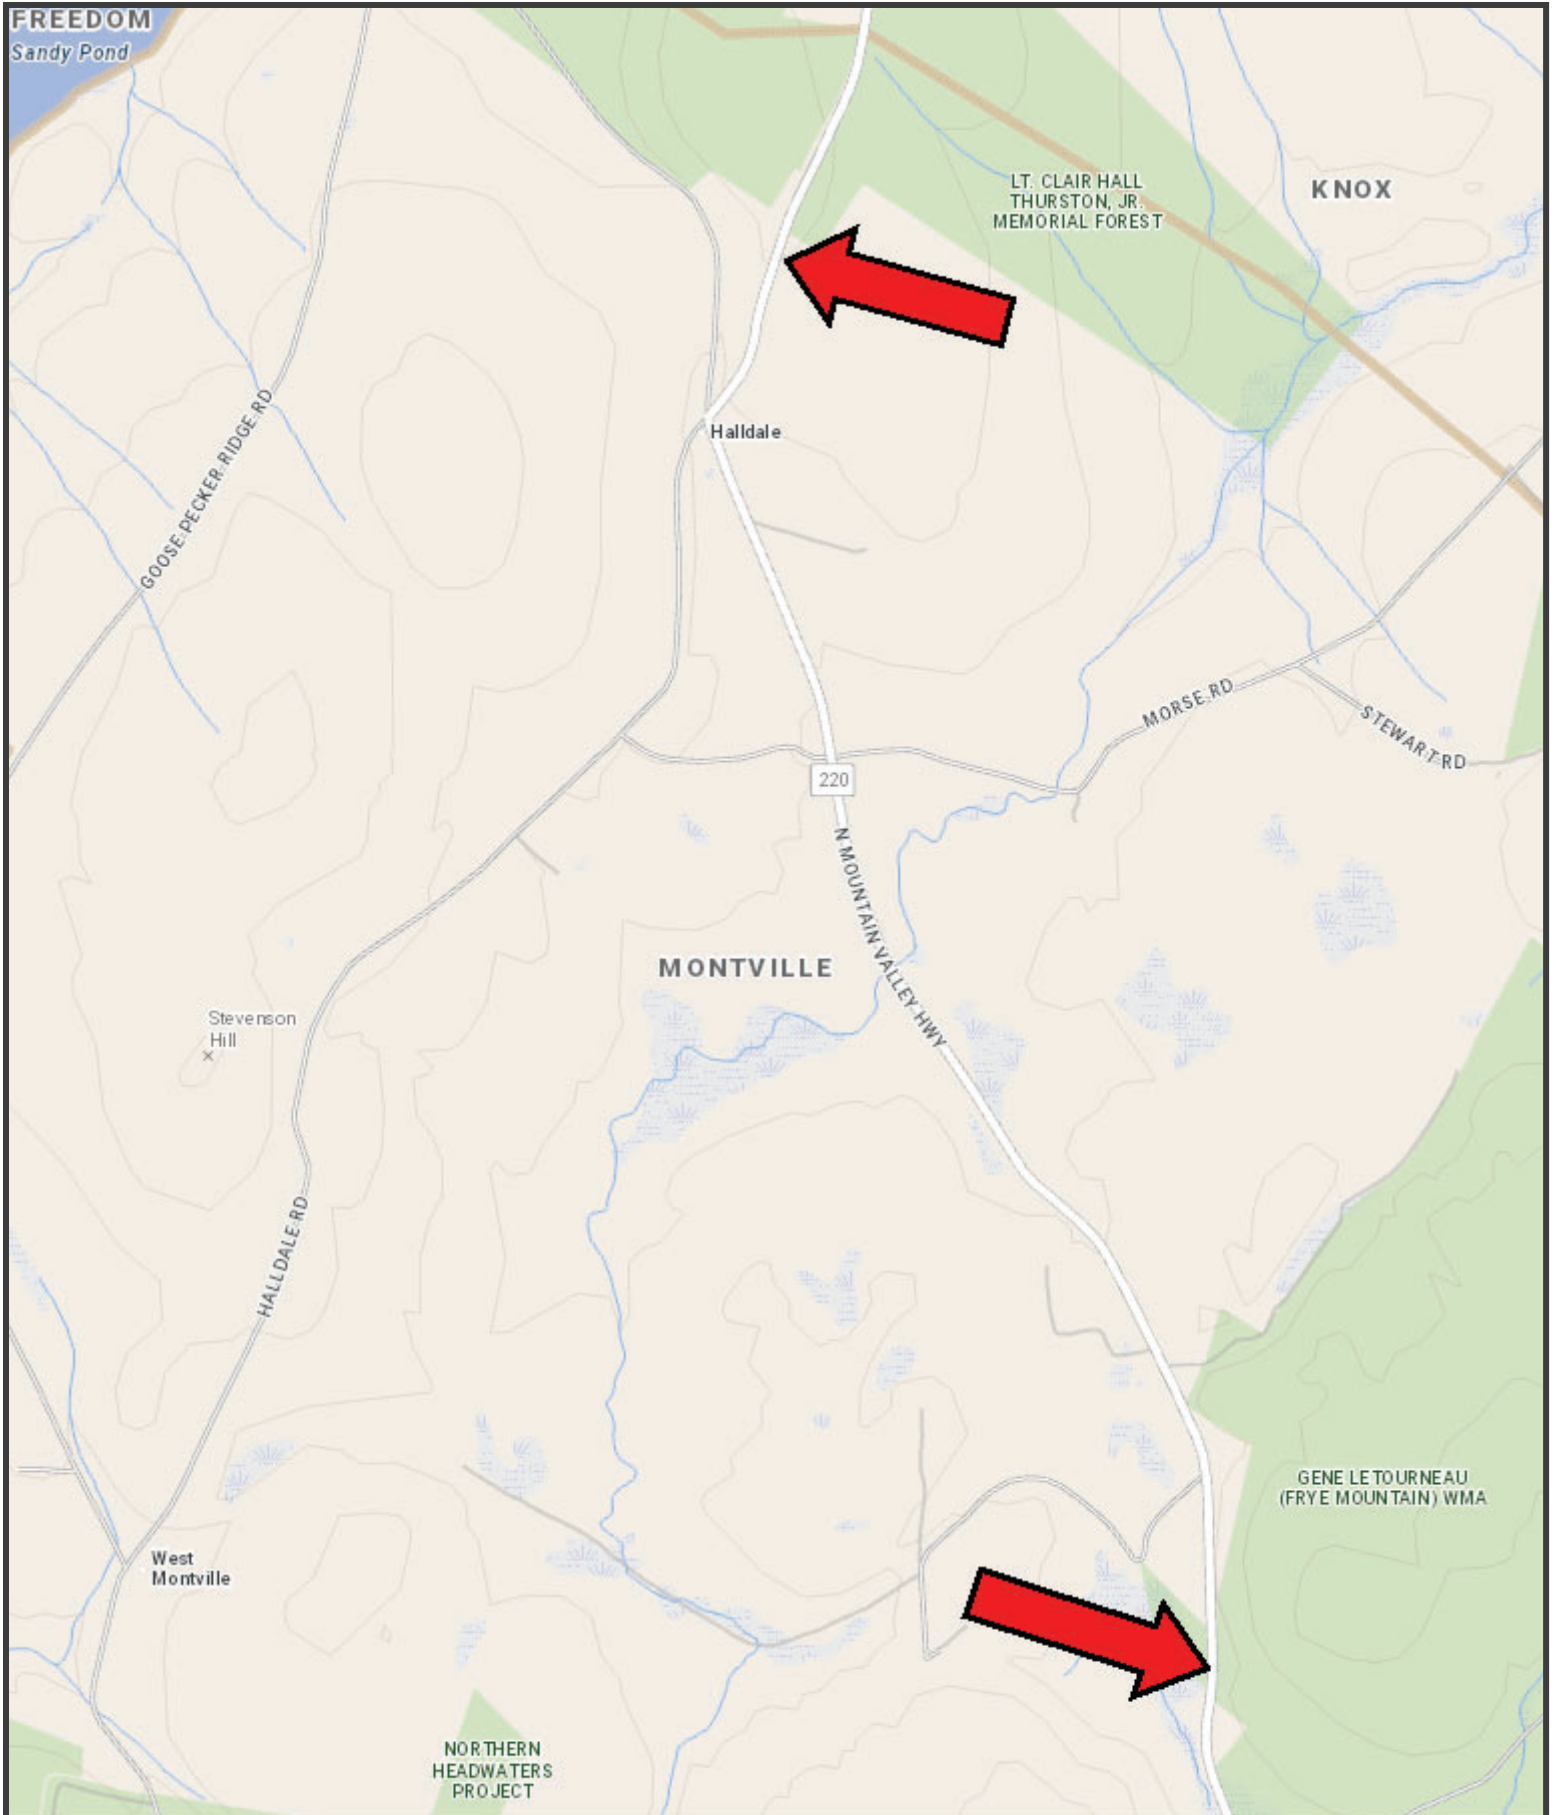 FREEDOM
Sandy Pond
LT. CLAIR HALL
THURSTON, JR.
MEMORIAL FOREST
KNOX
GOOSE PECKER RIDGE RD
Halldale
MORSE RD
STEWART RD
220
N MOUNTAIN VALLEY HWY
MONTVILLE
Stevenson
Hill
HALLDALE RD
GENE LETOURNEAU
(FRYE MOUNTAIN) WMA
West
Montville
NORTHERN
HEADWATERS
PROJECT